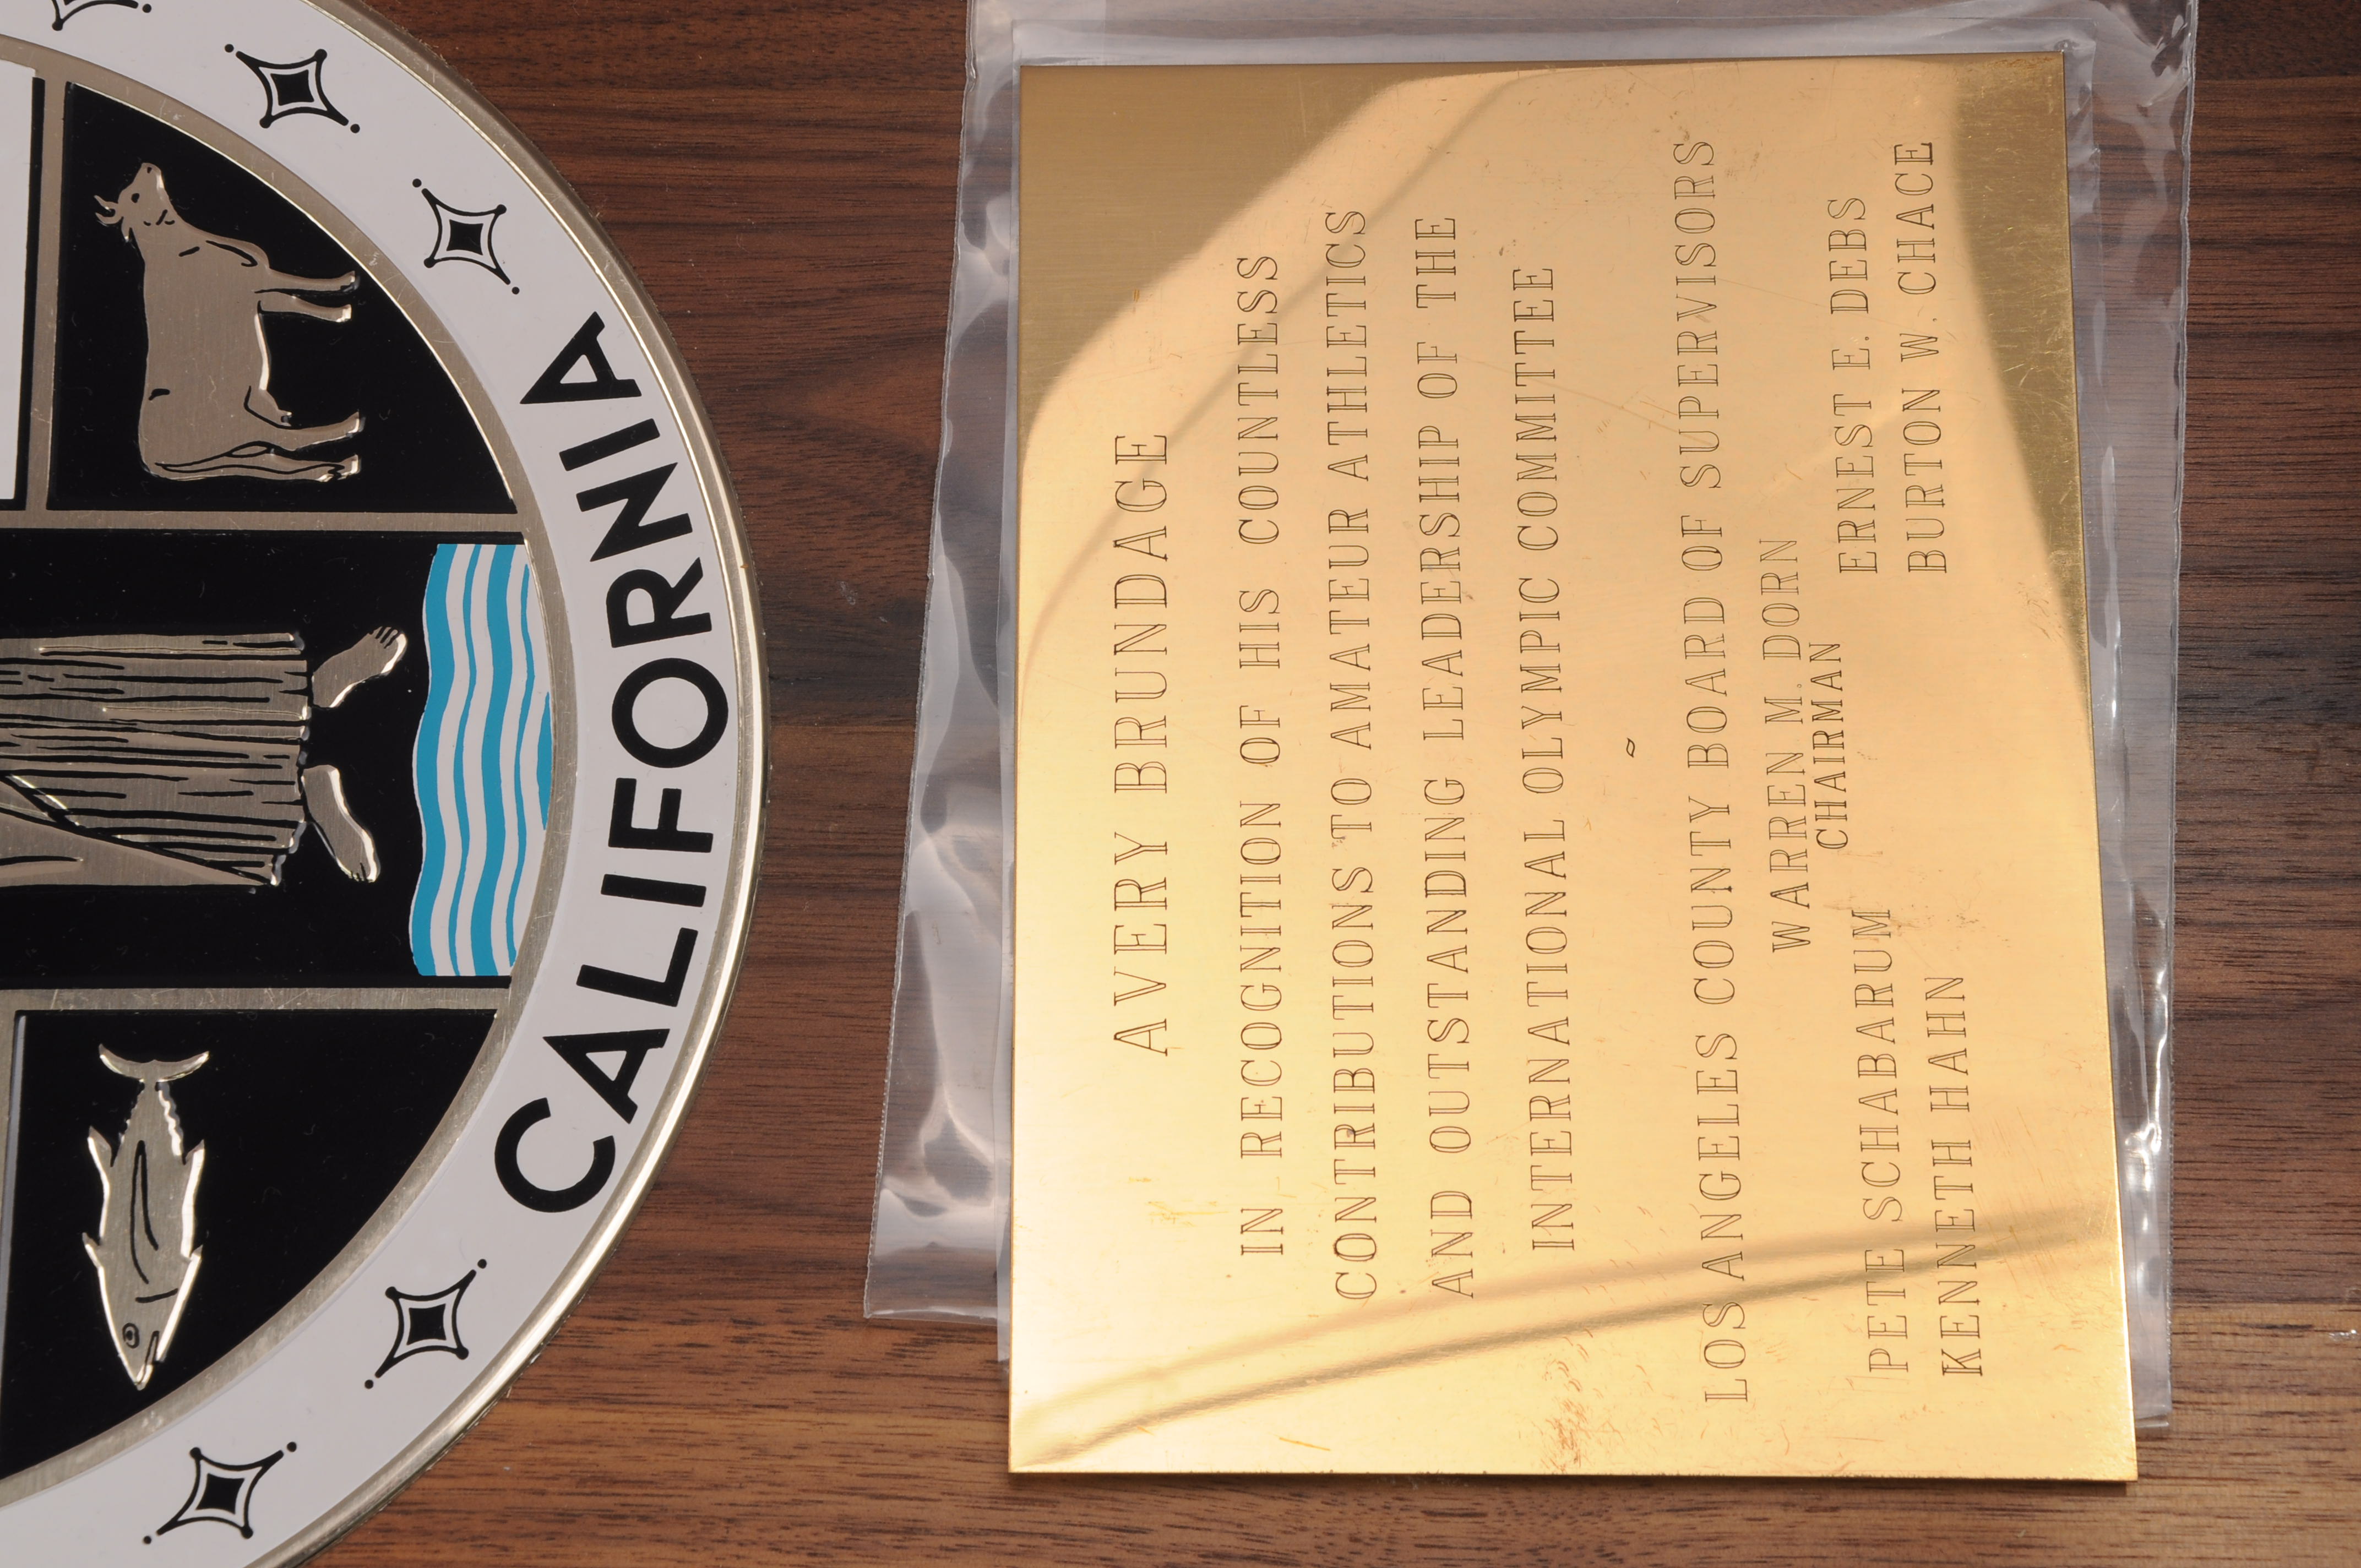 CALIFORNIA
AVERY BRUNDAGE
IN RECOGNITION OF HIS COUNTLESS
CONTRIBUTIONS TO AMATEUR ATHLETICS
AND OUTSTANDING LEADERSHIP OF THE
INTERNATIONAL OLYMPIC COMMITTEE
~
LOS ANGELES COUNTY BOARD OF SUPERVISORS
WARREN M. DORN
CHAIRMAN
PETE SCHABARUM ERNEST E. DEBS
KENNETH HAHN BURTON W. CHACE